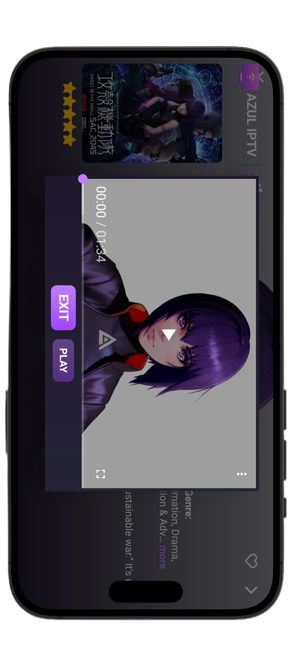 AZUL IPTV
攻殻機動隊
SAC_2045
00:00 / 01:34
EXIT
PLAY
Genre:
mation, Drama,
tion & Adv... more
ustainable war." It's